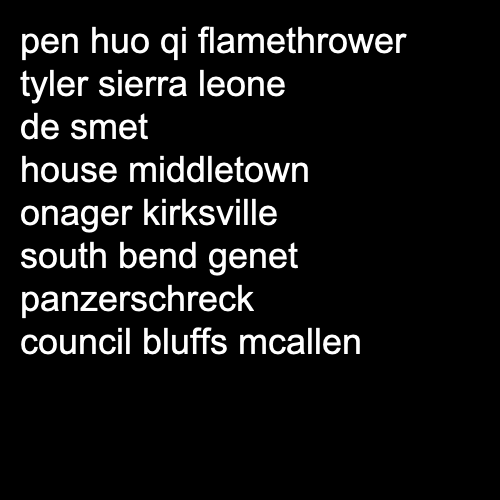 pen huo qi flamethrower
tyler sierra leone
de smet
house middletown
onager kirksville
south bend genet
panzerschreck
council bluffs mcallen